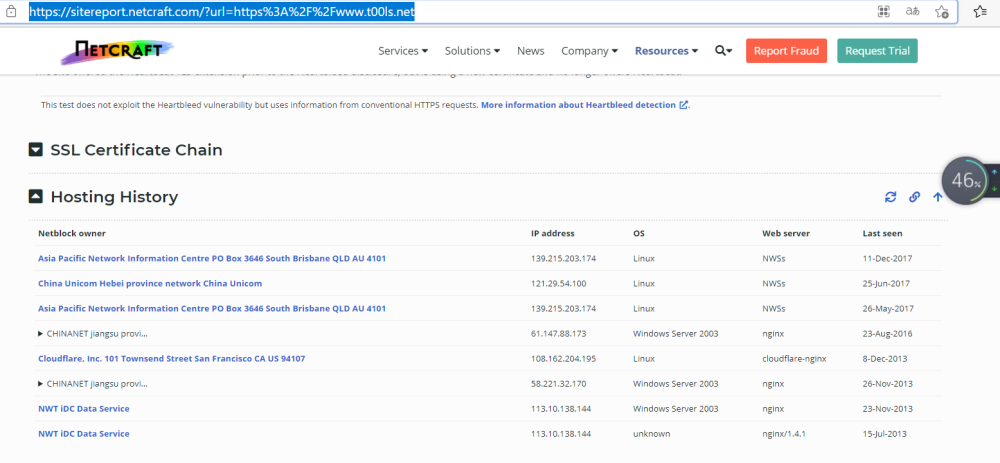 https://sitereport.netcraft.com/?url=https%3A%2F%2Fwww.t00ls.net
NETCRAFT
Services Solutions News Company Resources Report Fraud Request Trial
This test does not exploit the Heartbleed vulnerability but uses information from conventional HTTPS requests. More information about Heartbleed detection.
SSL Certificate Chain
46%
Hosting History
Netblock owner IP address OS Web server Last seen
Asia Pacific Network Information Centre PO Box 3646 South Brisbane QLD AU 4101 139.215.203.174 Linux NWSs 11-Dec-2017
China Unicom Hebei province network China Unicom 121.29.54.100 Linux NWSs 25-Jun-2017
Asia Pacific Network Information Centre PO Box 3646 South Brisbane QLD AU 4101 139.215.203.174 Linux NWSs 26-May-2017
CHINANET jiangsu provi... 61.147.88.173 Windows Server 2003 nginx 23-Aug-2016
Cloudflare, Inc. 101 Townsend Street San Francisco CA US 94107 108.162.204.195 Linux cloudflare-nginx 8-Dec-2013
CHINANET jiangsu provi... 58.221.32.170 Windows Server 2003 nginx 26-Nov-2013
NWT iDC Data Service 113.10.138.144 Windows Server 2003 nginx 23-Nov-2013
NWT iDC Data Service 113.10.138.144 unknown nginx/1.4.1 15-Jul-2013